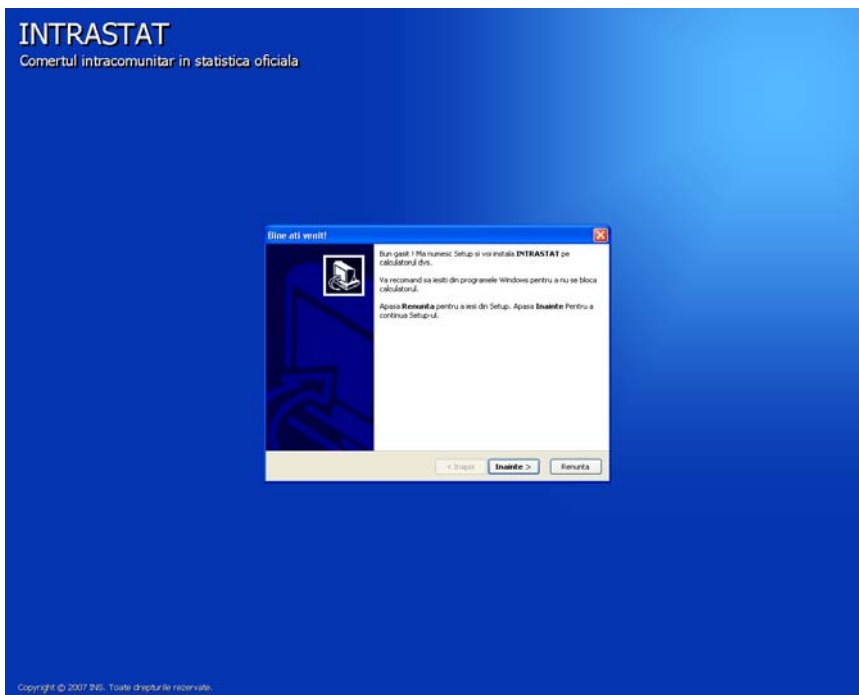 INTRASTAT
Comertul intracomunitar in statistica oficiala
Bine ati venit!
Bun gasit ! Ma numesc Setup si voi instala INTRASTAT pe
calculatorul dvs.
Va recomand sa iesiti din programele Windows pentru a nu se bloca
calculatorul.
Apasa Renunta pentru a iesi din Setup. Apasa Inainte Pentru a
continua Setup-ul.
< Inapoi
Inainte >
Renunta
Copyright © 2007 INS. Toate drepturile rezervate.